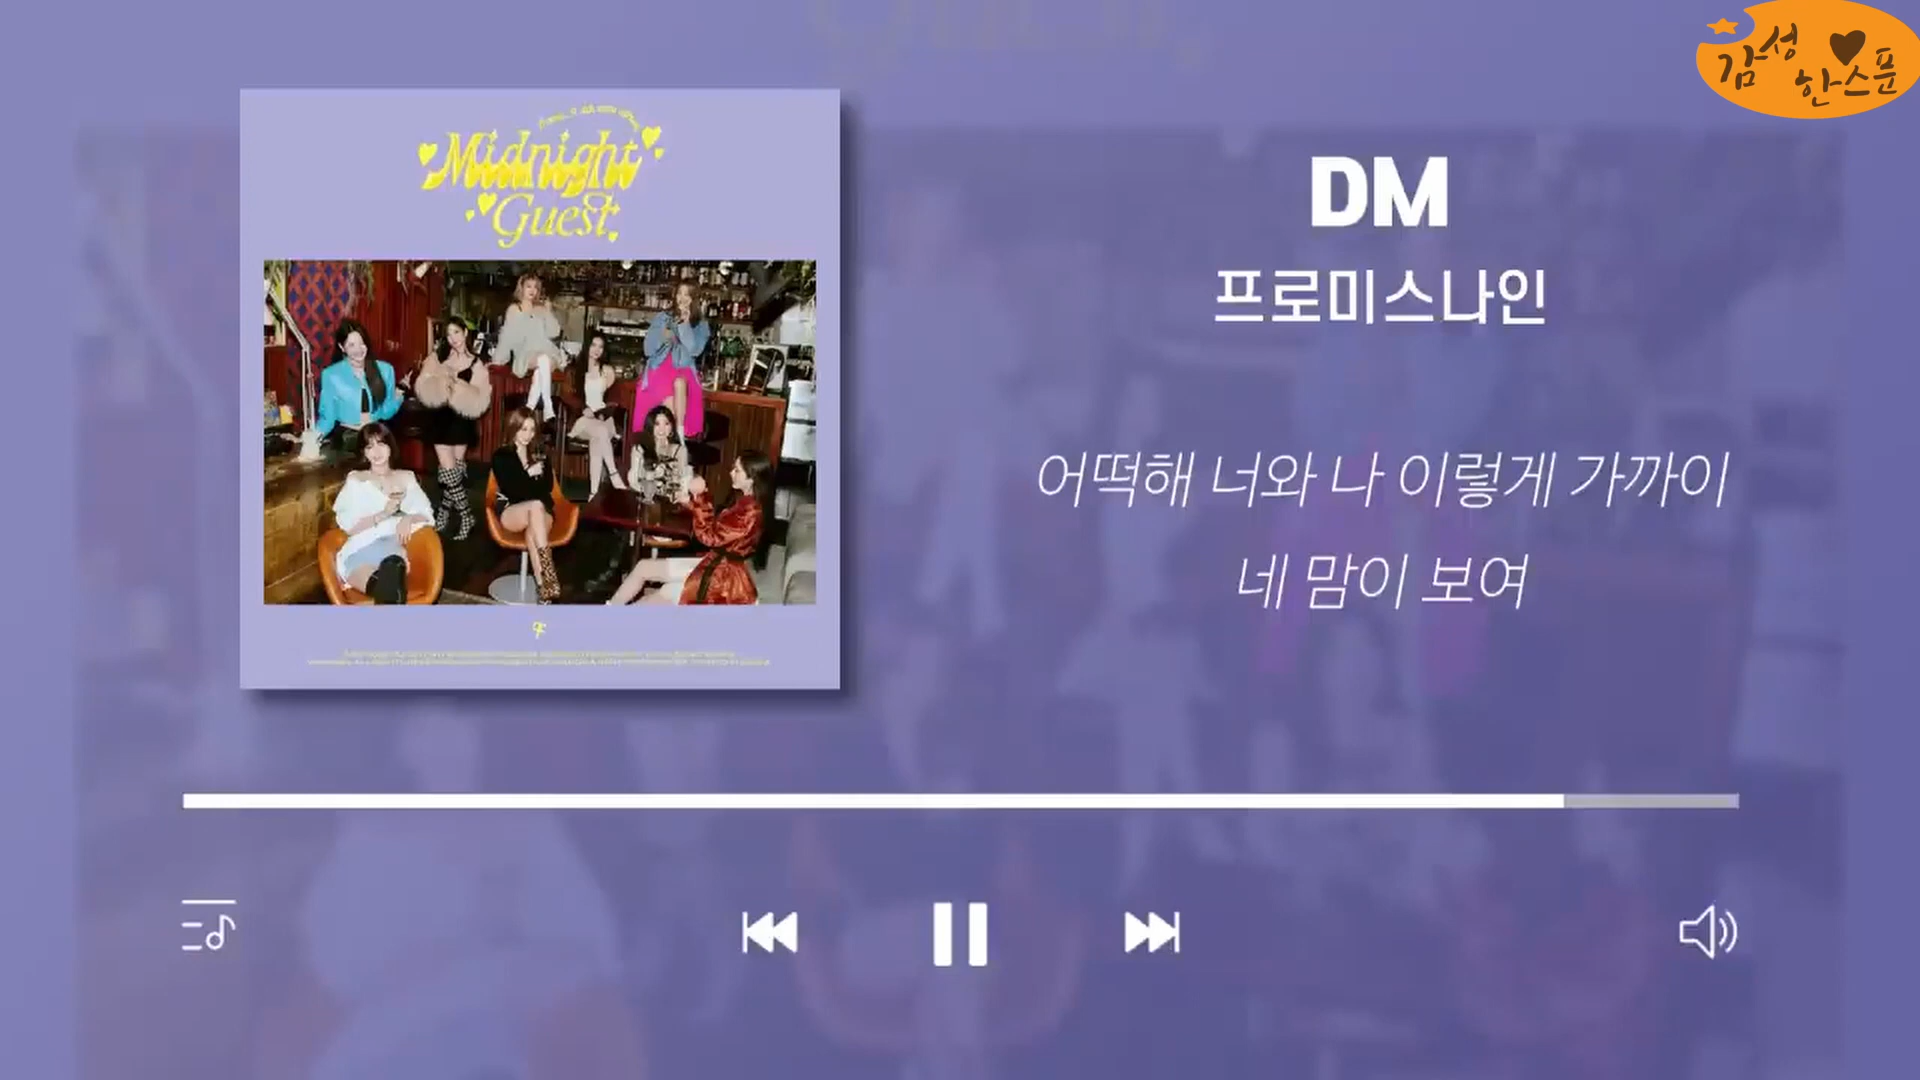 감성
한스푼
Midnight
Guest
DM
프로미스나인
어떡해 너와 나 이렇게 가까이
네 맘이 보여